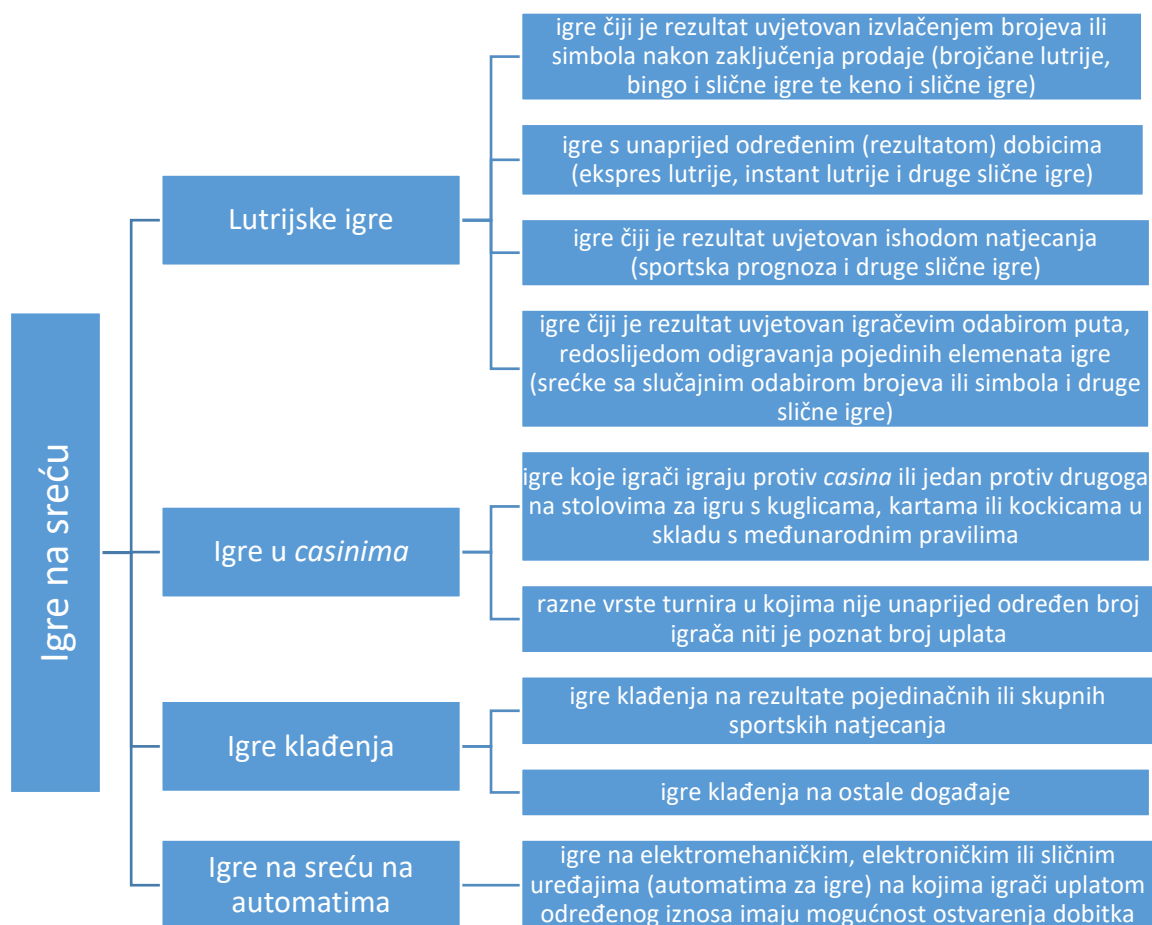 Igre na sreću
Lutrijske igre
igre čiji je rezultat uvjetovan izvlačenjem brojeva ili
simbola nakon zaključenja prodaje (brojčane lutrije,
bingo i slične igre te keno i slične igre)
igre s unaprijed određenim (rezultatom) dobicima
(ekspres lutrije, instant lutrije i druge slične igre)
igre čiji je rezultat uvjetovan ishodom natjecanja
(sportska prognoza i druge slične igre)
igre čiji je rezultat uvjetovan igračevim odabirom puta,
redoslijedom odigravanja pojedinih elemenata igre
(srećke sa slučajnim odabirom brojeva ili simbola i druge
slične igre)
Igre u casinima
igre koje igrači igraju protiv casina ili jedan protiv drugoga
na stolovima za igru s kuglicama, kartama ili kockicama u
skladu s međunarodnim pravilima
razne vrste turnira u kojima nije unaprijed određen broj
igrača niti je poznat broj uplata
Igre klađenja
igre klađenja na rezultate pojedinačnih ili skupnih
sportskih natjecanja
igre klađenja na ostale događaje
Igre na sreću na
automatima
igre na elektromehaničkim, elektroničkim ili sličnim
uređajima (automatima za igre) na kojima igrači uplatom
određenog iznosa imaju mogućnost ostvarenja dobitka